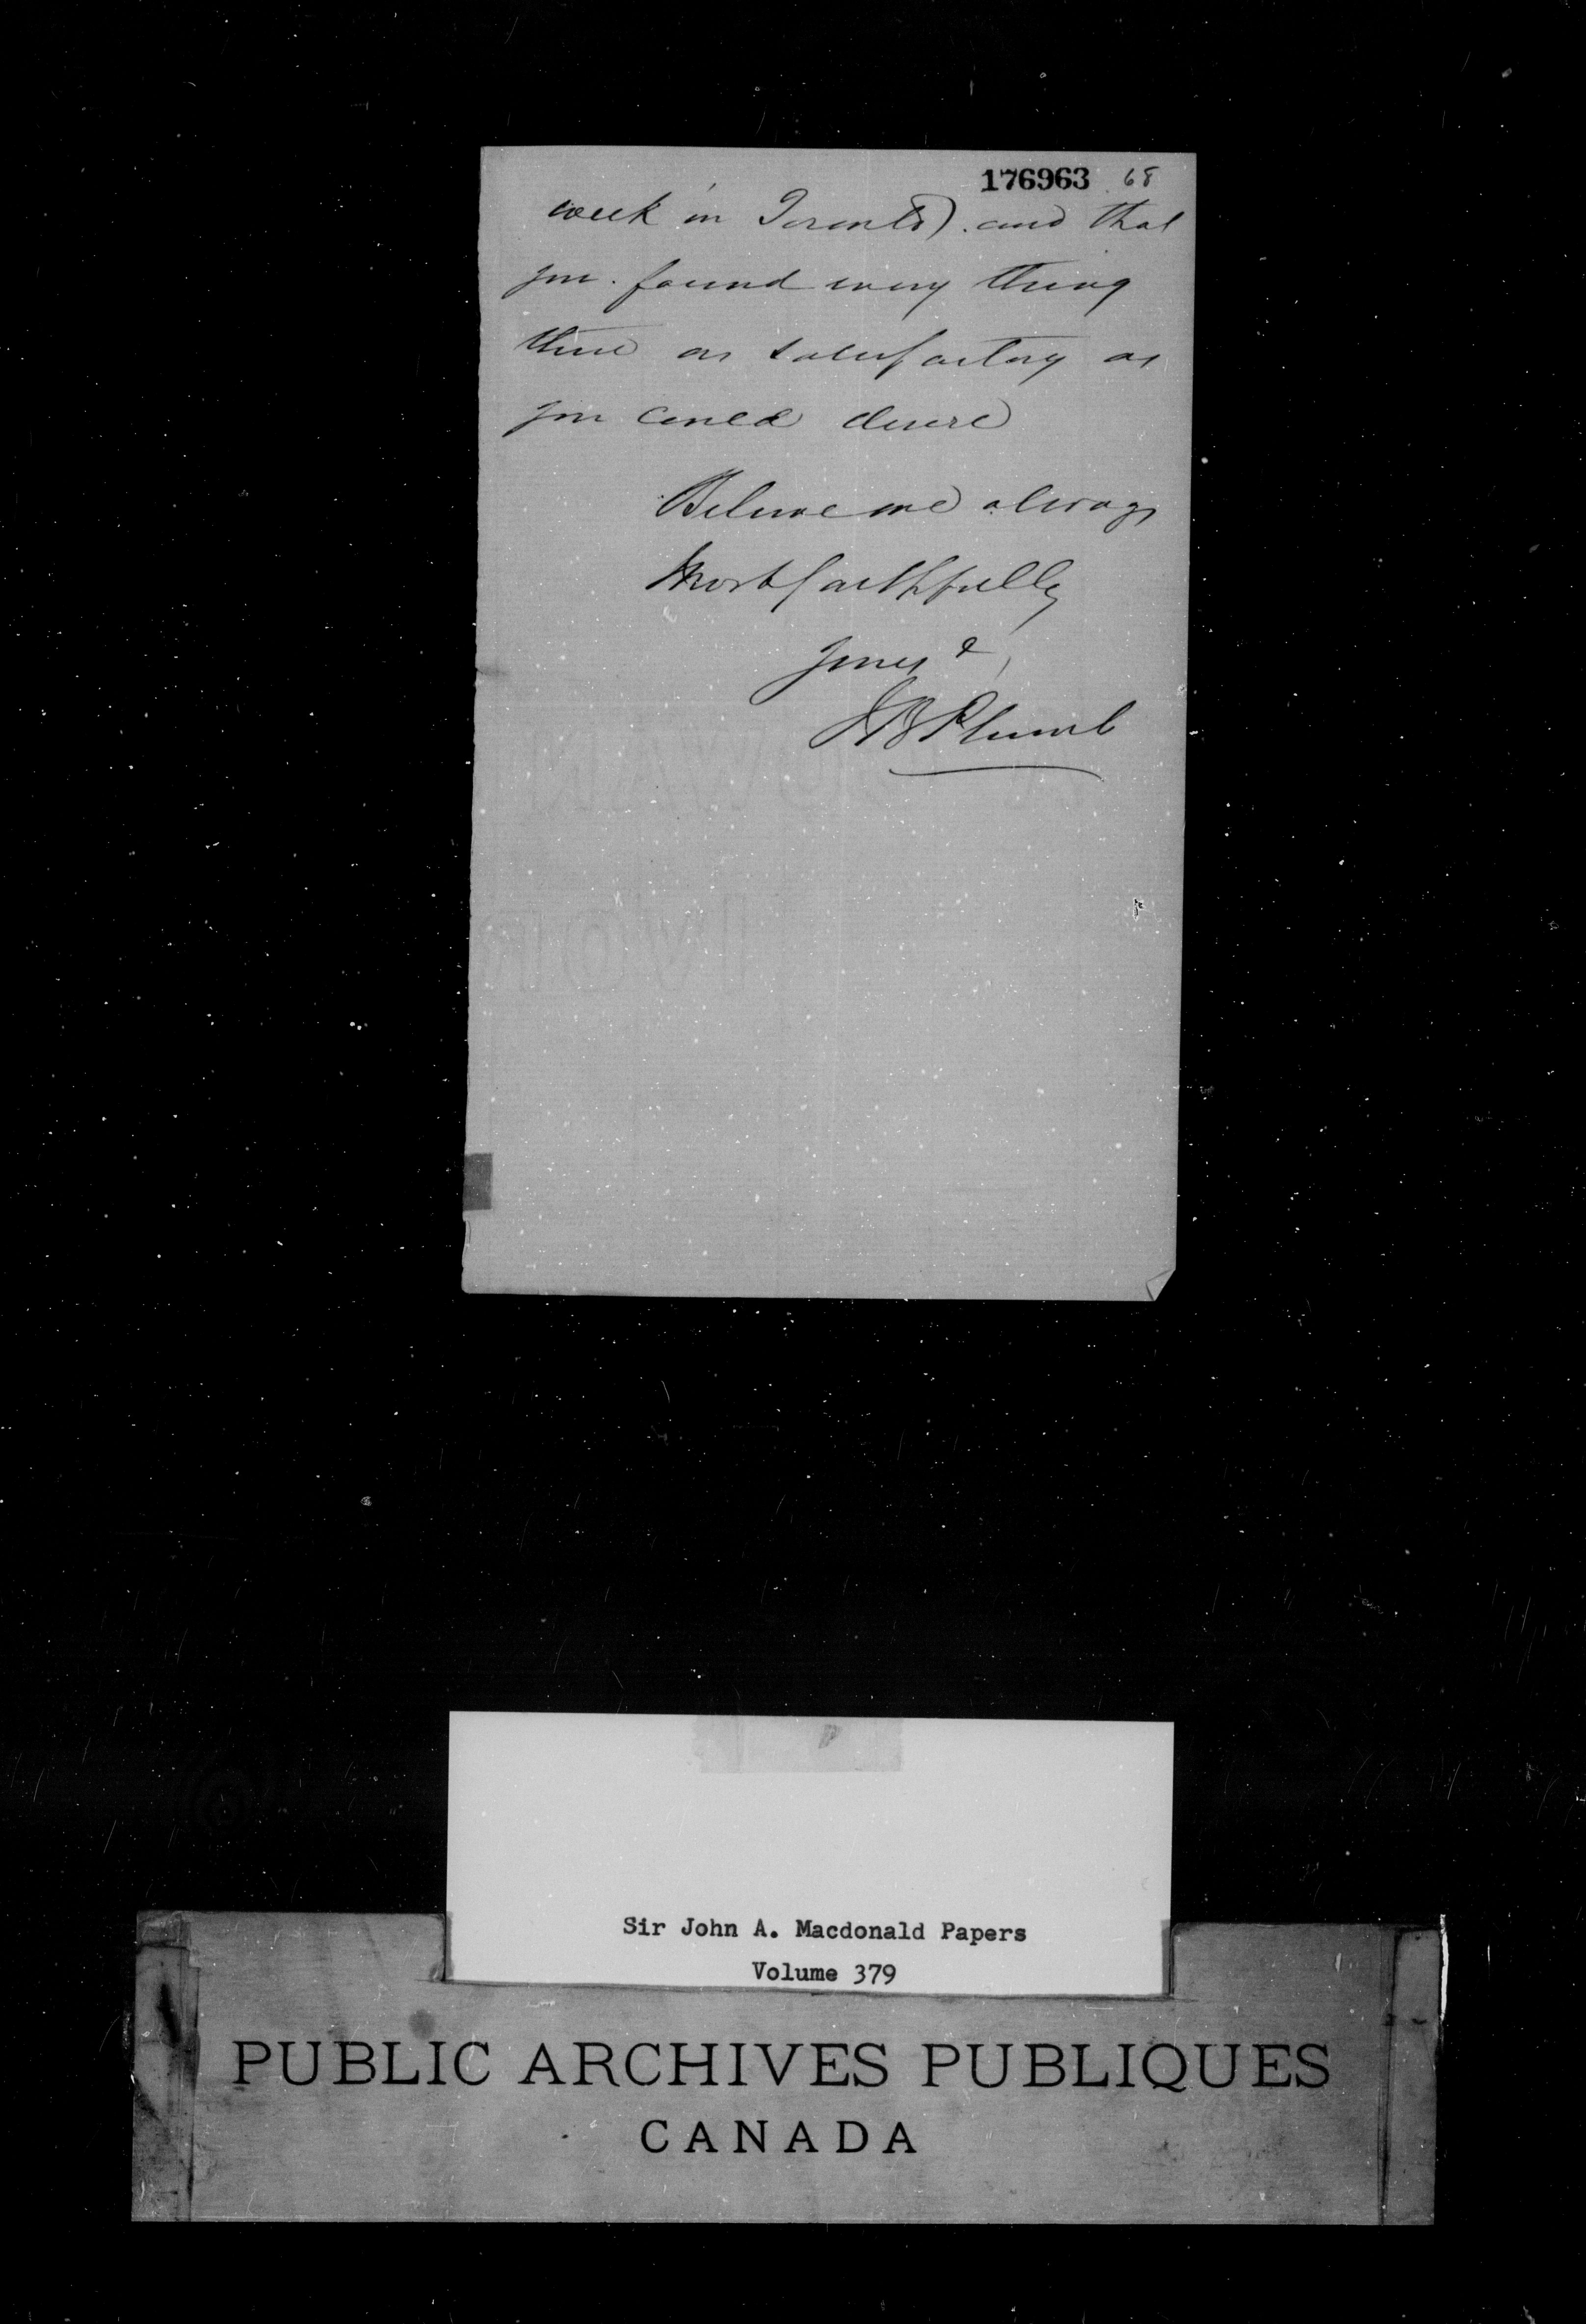 176963 68
week in Toronto) and that
you found every thing
there as satisfactory as
you could desire
Believe me always
Most faithfully
Yours &
JB Plumb
Sir John A. Macdonald Papers
Volume 379
PUBLIC ARCHIVES PUBLIQUES
CANADA